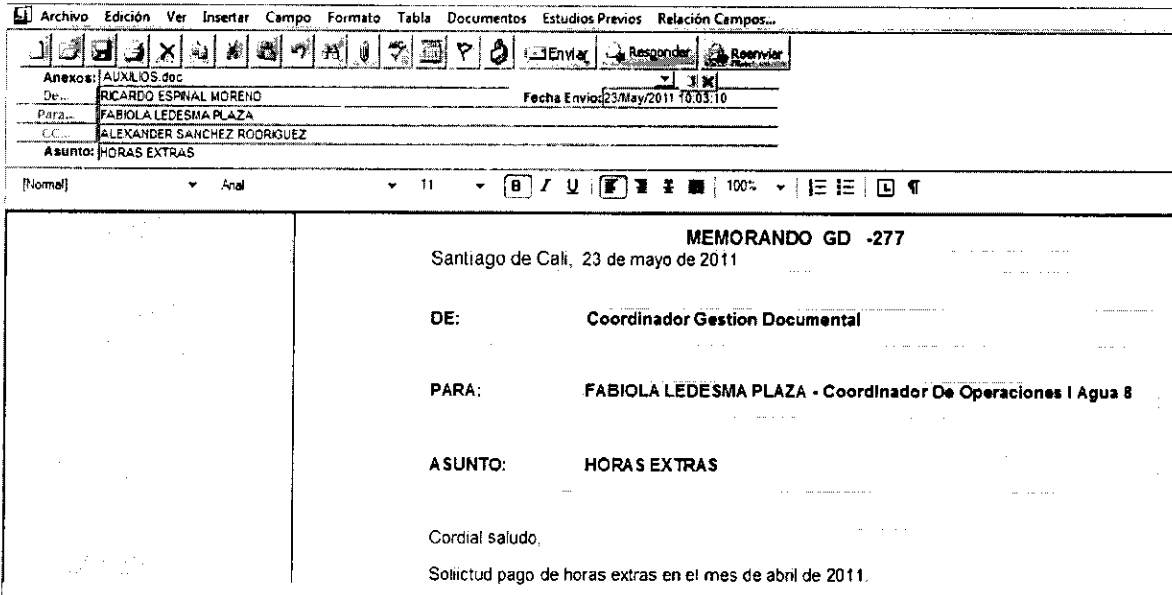 Archivo Edición Ver Insertar Campo Formato Tabla Documentos Estudios Previos Relación Campos...
Enviar Responder Reenviar
Anexos: AUXILIOS.doc
De... RICARDO ESPINAL MORENO Fecha Envio: 23/May/2011 10:03:10
Para... FABIOLA LEDESMA PLAZA
CC... ALEXANDER SANCHEZ RODRIGUEZ
Asunto: HORAS EXTRAS
[Normal] Arial 11 B I U 100%
MEMORANDO GD -277
Santiago de Cali, 23 de mayo de 2011
DE: Coordinador Gestion Documental
PARA: FABIOLA LEDESMA PLAZA - Coordinador De Operaciones I Agua 8
ASUNTO: HORAS EXTRAS
Cordial saludo,
Soliictud pago de horas extras en el mes de abril de 2011.